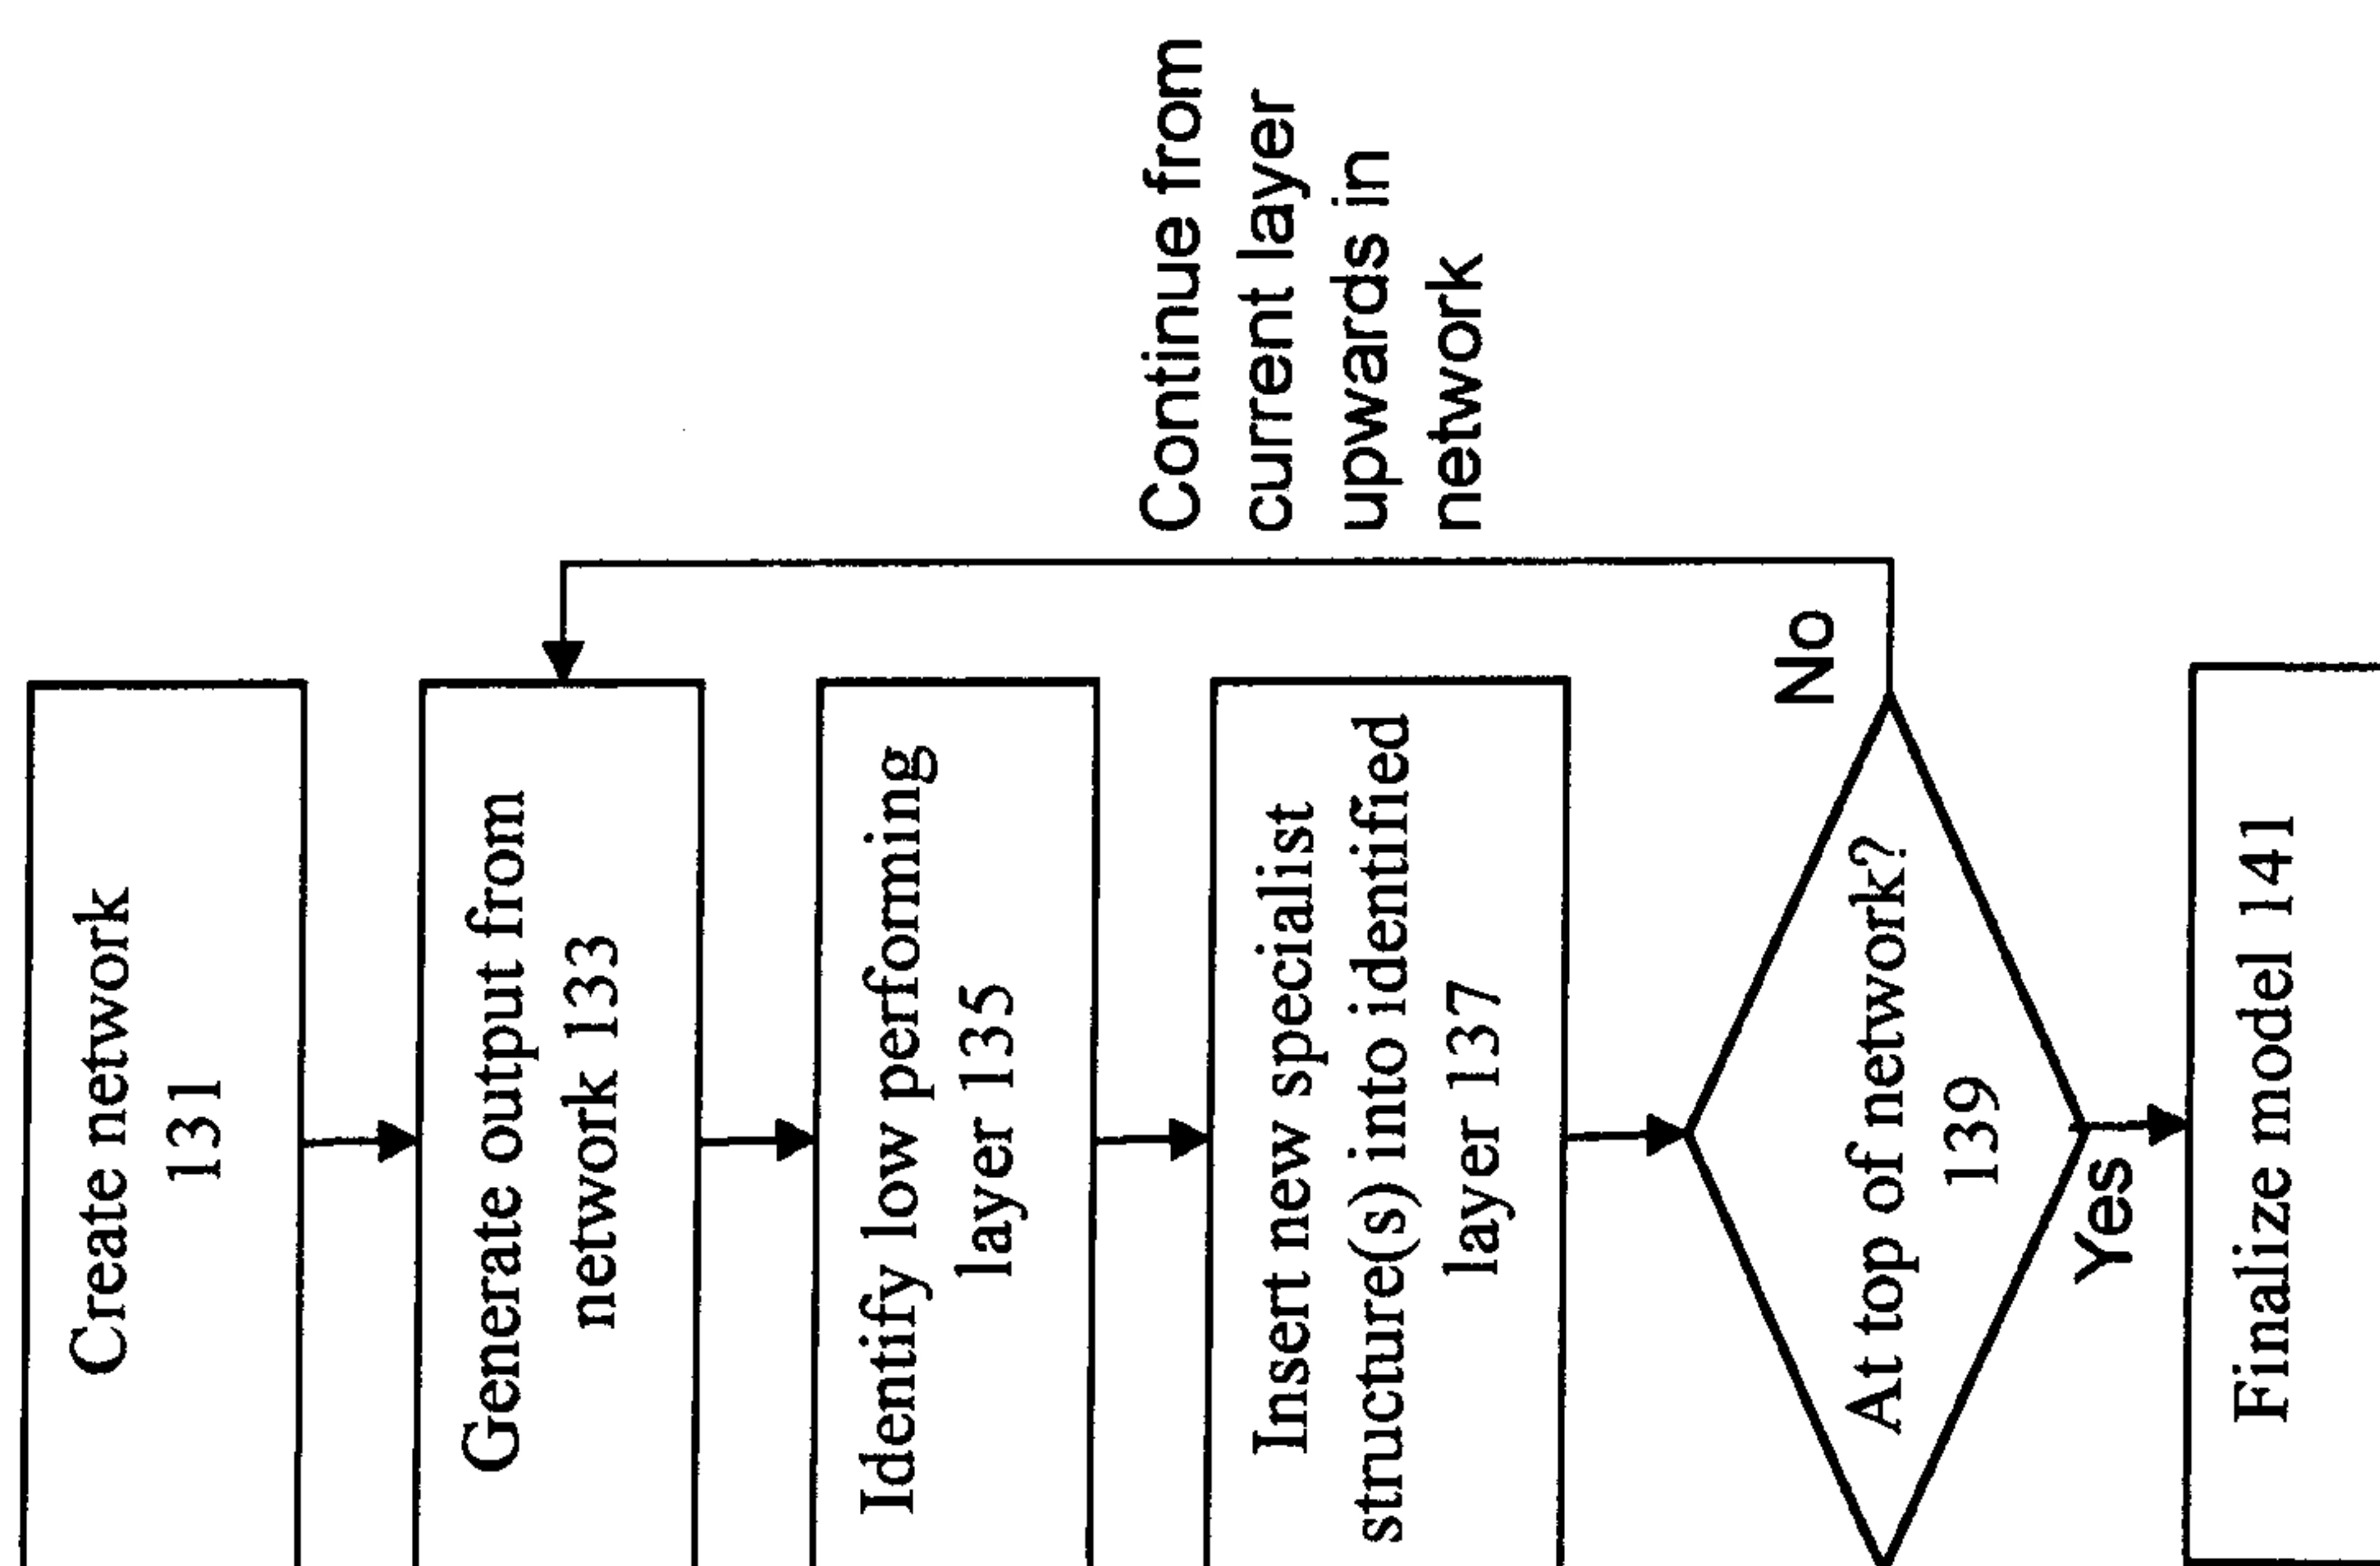 Create network
131
Generate output from
network 133
Identify low performing
layer 135
Insert new specialist
structure(s) into identified
layer 137
At top of network?
139
No
Continue from
current layer
upwards in
network
Yes
Finalize model 141